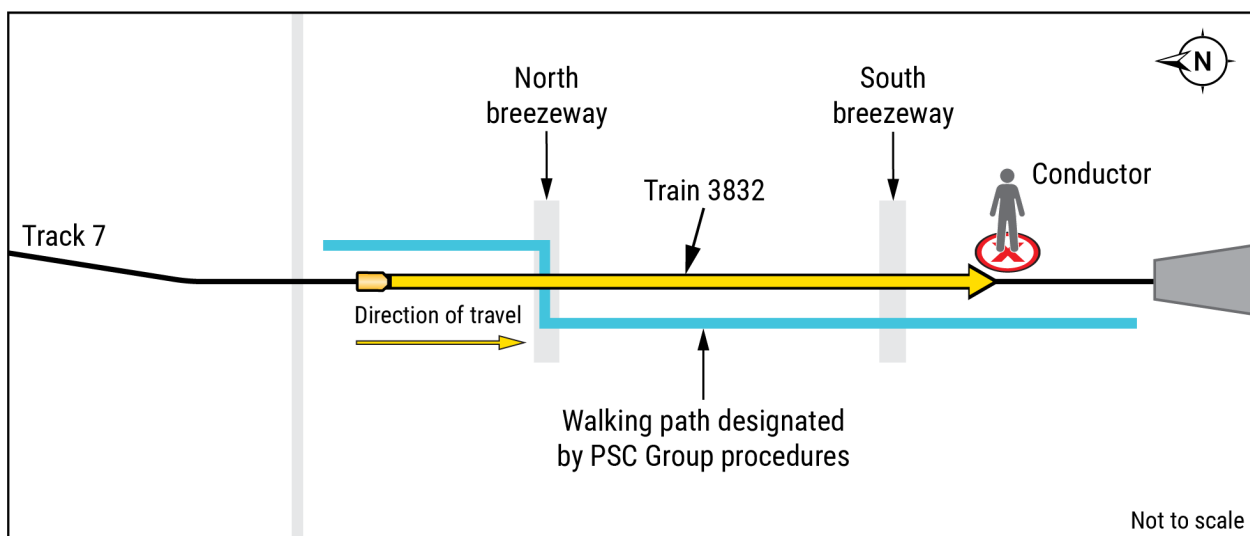 N
North
breezeway
South
breezeway
Train 3832
Conductor
Track 7
Direction of travel
Walking path designated
by PSC Group procedures
Not to scale